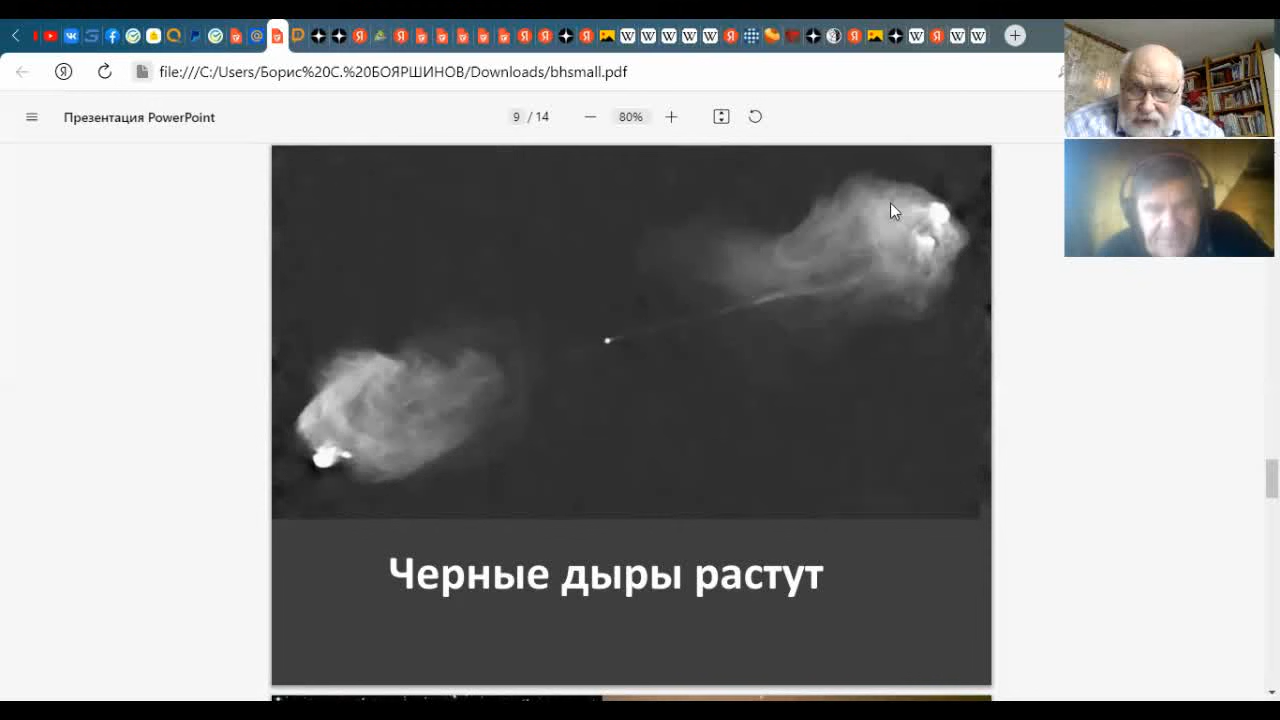 file:///C:/Users/Борис%20С.%20БОЯРШИНОВ/Downloads/bhsmall.pdf
Презентация PowerPoint
9 / 14
80%
Черные дыры растут